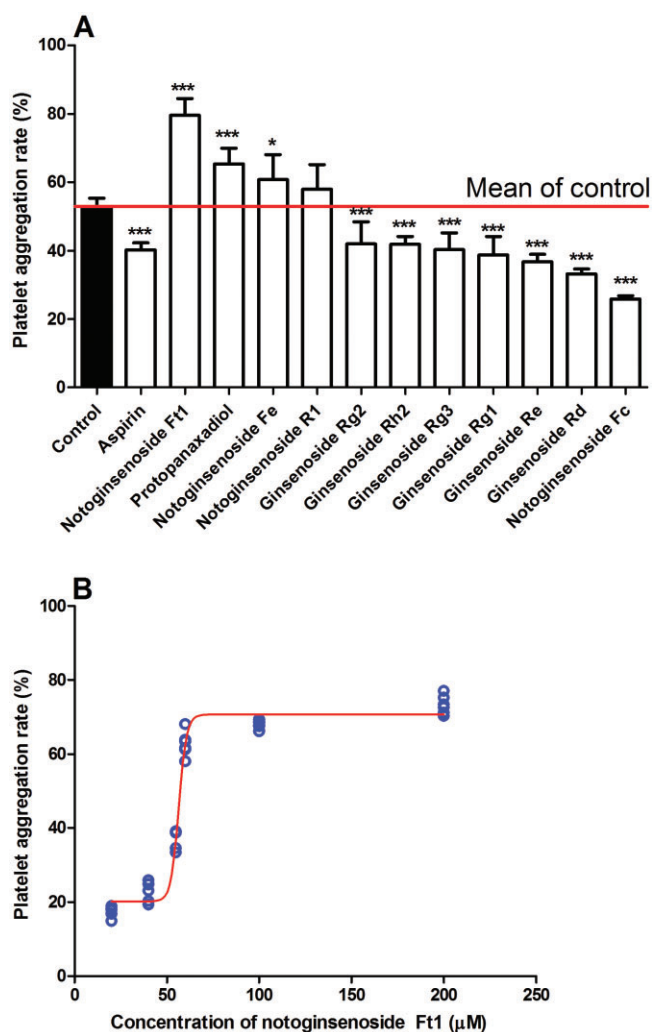 A
Platelet aggregation rate (%)
100
80
60
40
20
0
***
***
***
*
***
***
***
***
***
***
***
Mean of control
Control
Aspirin
Notoginsenoside Ft1
Protopanaxadiol
Notoginsenoside Fe
Notoginsenoside R1
Ginsenoside Rg2
Ginsenoside Rh2
Ginsenoside Rg3
Ginsenoside Rg1
Ginsenoside Re
Ginsenoside Rd
Notoginsenoside Fc
B
Platelet aggregation rate (%)
100
80
60
40
20
0
0 50 100 150 200 250
Concentration of notoginsenoside Ft1 (μM)